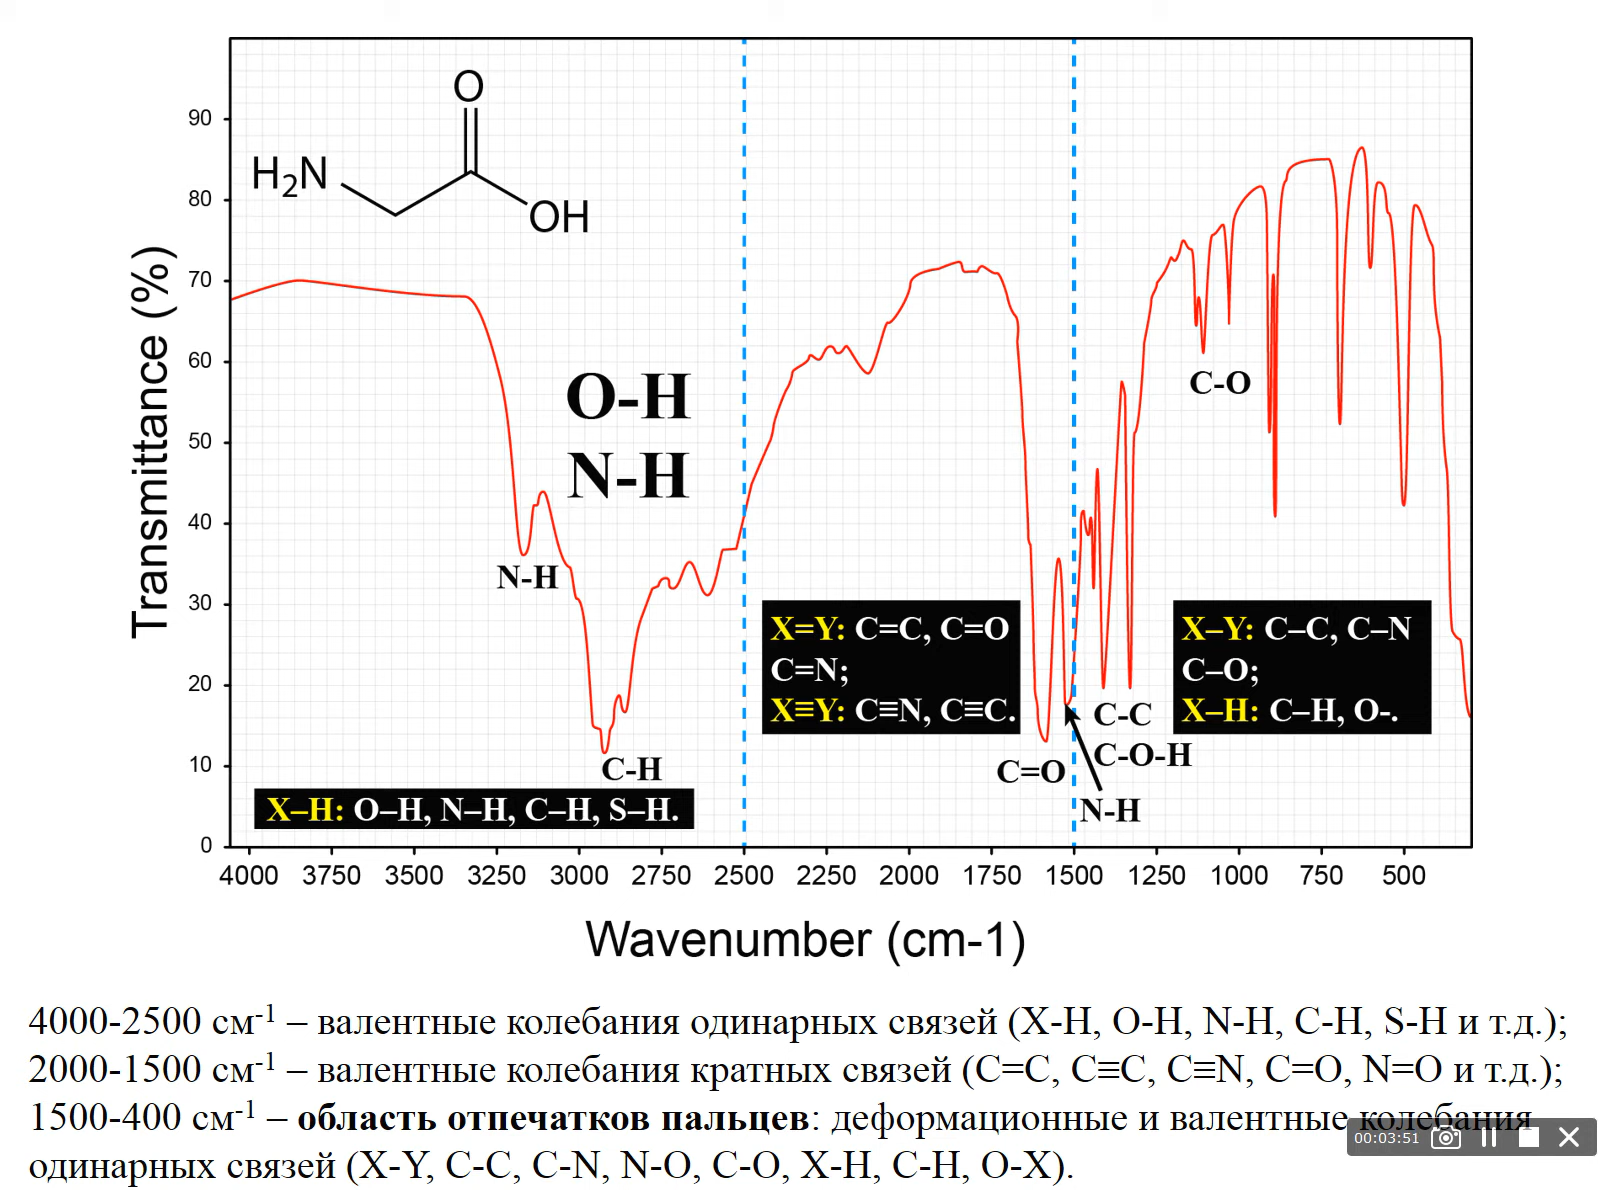 O
H2N
OH
90
80
70
60
50
40
30
20
10
0
Transmittance (%)
O-H
N-H
N-H
C-H
X–H: O–H, N–H, C–H, S–H.
X=Y: C=C, C=O
C=N;
X≡Y: C≡N, C≡C.
C=O
C-O
X–Y: C–C, C–N
C–O;
X–H: C–H, O-.
C-C
C-O-H
N-H
4000 3750 3500 3250 3000 2750 2500 2250 2000 1750 1500 1250 1000 750 500
Wavenumber (cm-1)
4000-2500 см-1 – валентные колебания одинарных связей (X-H, O-H, N-H, C-H, S-H и т.д.);
2000-1500 см-1 – валентные колебания кратных связей (C=C, C≡C, C≡N, C=O, N=O и т.д.);
1500-400 см-1 – область отпечатков пальцев: деформационные и валентные колебания
одинарных связей (X-Y, C-C, C-N, N-O, C-O, X-H, C-H, O-X).
00:03:51